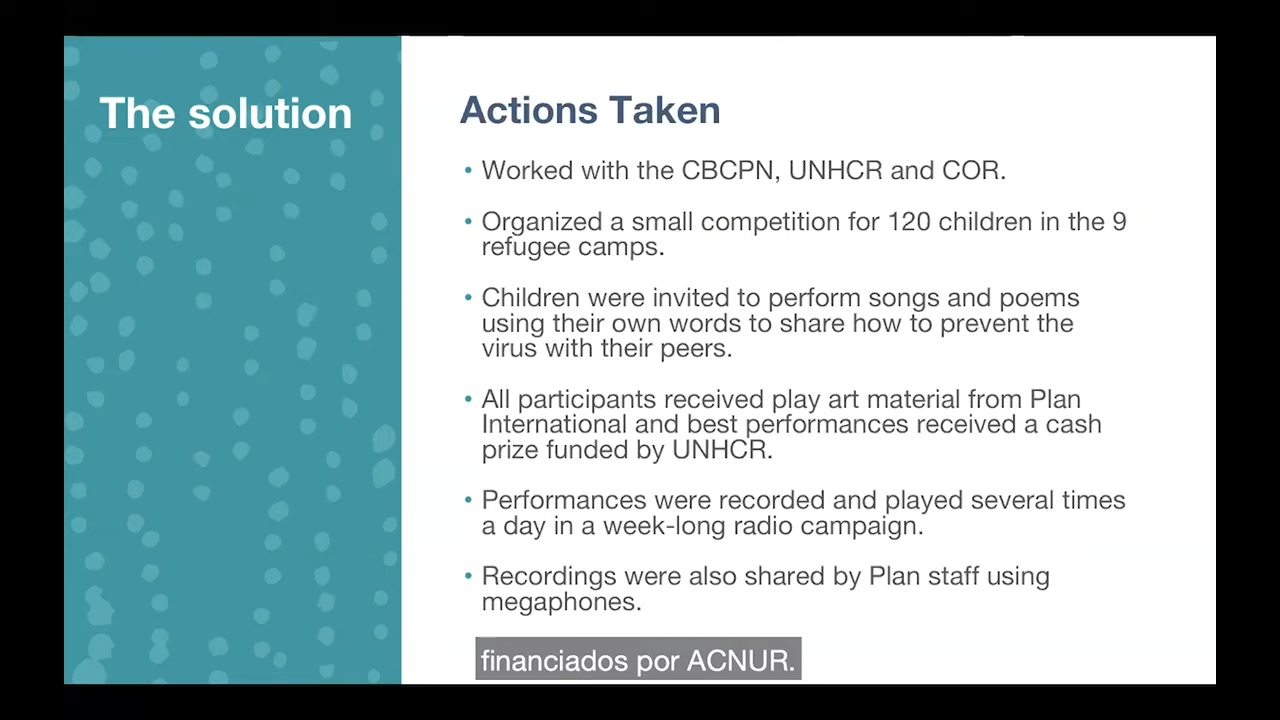 The solution
Actions Taken
• Worked with the CBCPN, UNHCR and COR.
• Organized a small competition for 120 children in the 9
refugee camps.
• Children were invited to perform songs and poems
using their own words to share how to prevent the
virus with their peers.
• All participants received play art material from Plan
International and best performances received a cash
prize funded by UNHCR.
• Performances were recorded and played several times
a day in a week-long radio campaign.
• Recordings were also shared by Plan staff using
megaphones.
financiados por ACNUR.